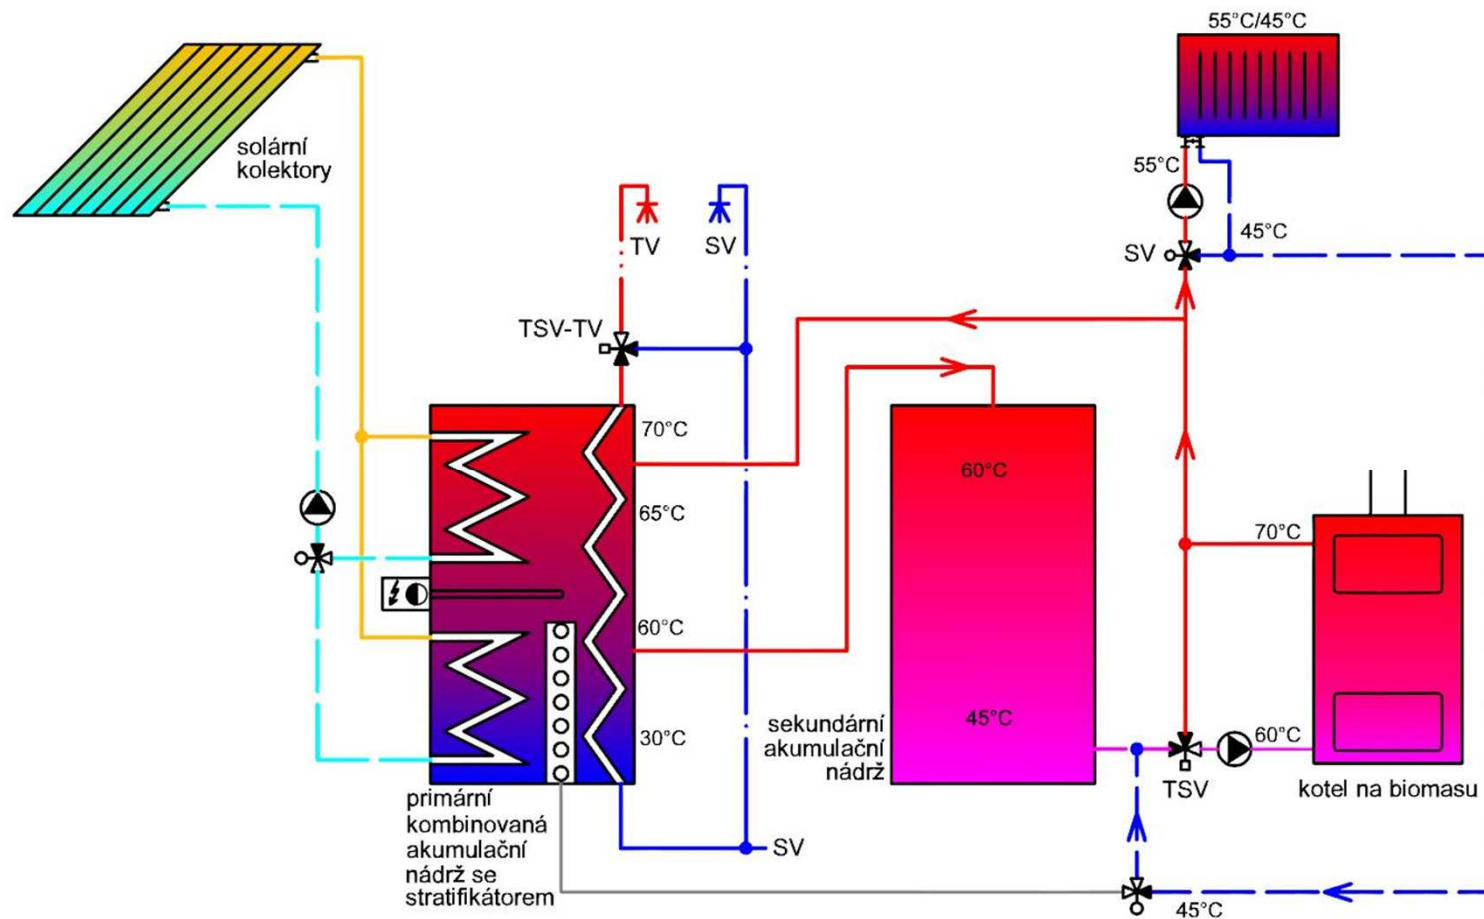 55°C/45°C
solární
kolektory
55°C
TV
SV
SV
45°C
TSV-TV
70°C
65°C
60°C
30°C
60°C
45°C
70°C
60°C
sekundární
akumulační
nádrž
TSV
kotel na biomasu
primární
kombinovaná
akumulační
nádrž se
stratifikátorem
SV
45°C